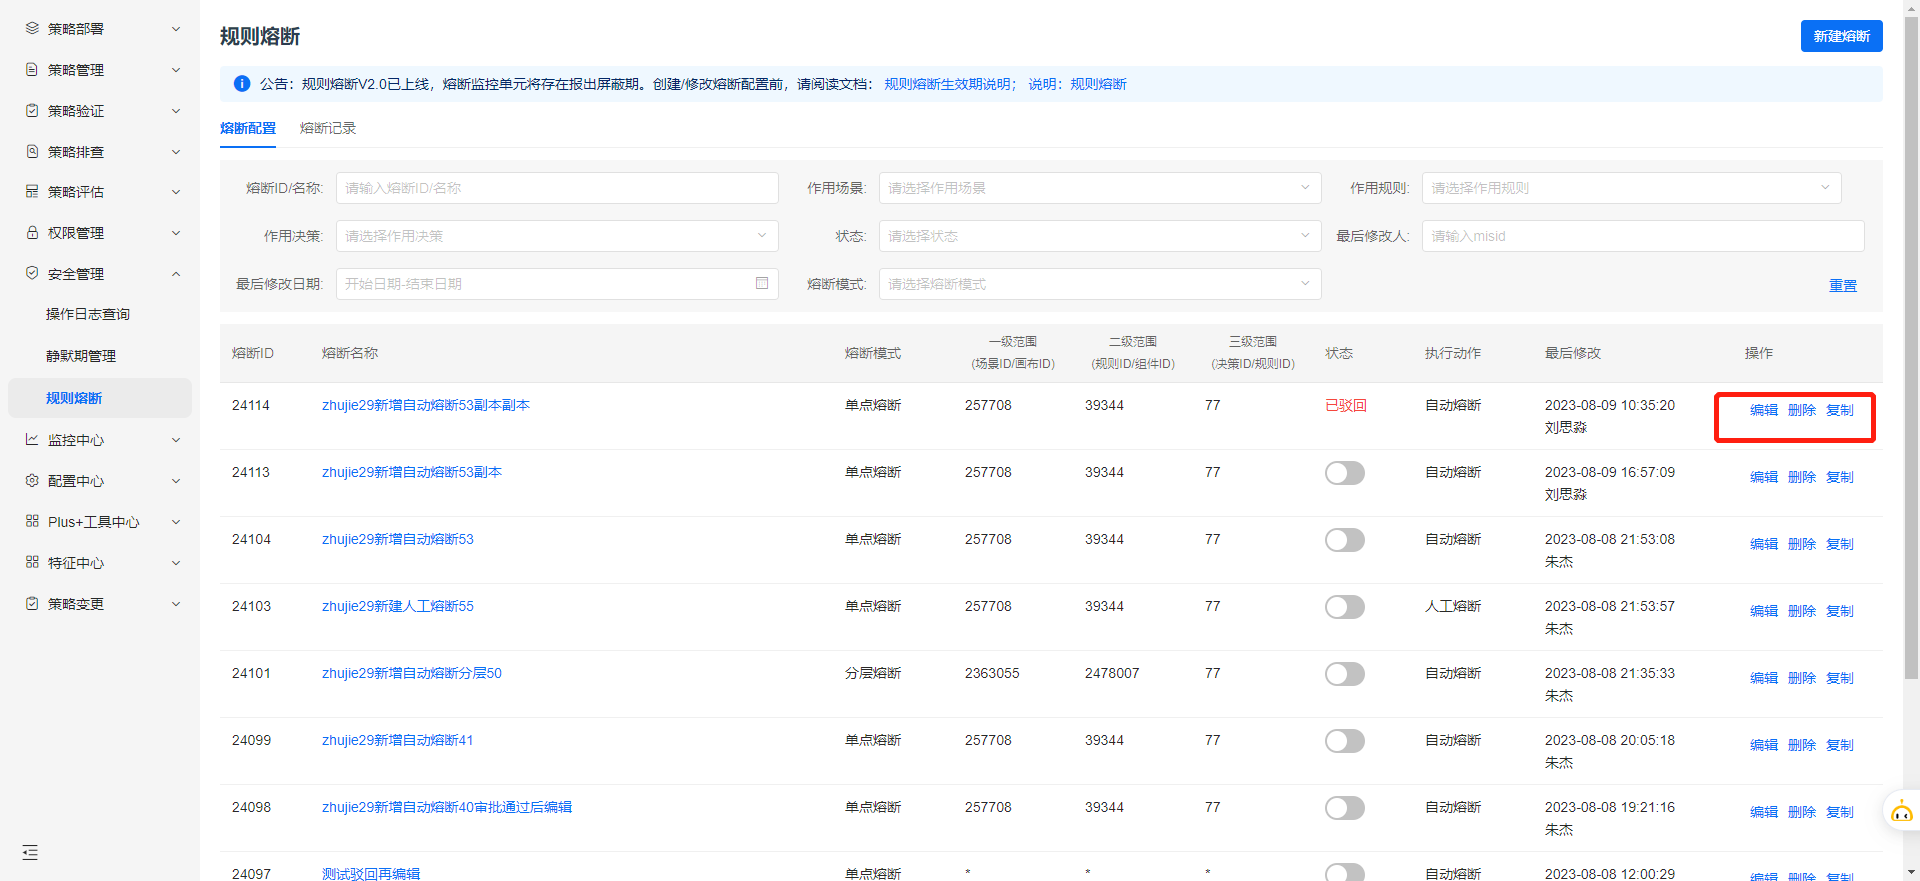 策略部署
策略管理
策略验证
策略排查
策略评估
权限管理
安全管理
操作日志查询
静默期管理
规则熔断
监控中心
配置中心
Plus+工具中心
特征中心
策略变更
规则熔断
新建熔断
公告：规则熔断V2.0已上线，熔断监控单元将存在报出屏蔽期。创建/修改熔断配置前，请阅读文档： 规则熔断生效期说明； 说明：规则熔断
熔断配置 熔断记录
熔断ID/名称: 请输入熔断ID/名称 作用场景: 请选择作用场景 作用规则: 请选择作用规则
作用决策: 请选择作用决策 状态: 请选择状态 最后修改人: 请输入misid
最后修改日期: 开始日期-结束日期 熔断模式: 请选择熔断模式 重置
熔断ID 熔断名称 熔断模式 一级范围 二级范围 三级范围 状态 执行动作 最后修改 操作
(场景ID/画布ID) (规则ID/组件ID) (决策ID/规则ID)
24114 zhujie29新增自动熔断53副本副本 单点熔断 257708 39344 77 已驳回 自动熔断 2023-08-09 10:35:20 编辑 删除 复制
刘思淼
24113 zhujie29新增自动熔断53副本 单点熔断 257708 39344 77 自动熔断 2023-08-09 16:57:09 编辑 删除 复制
刘思淼
24104 zhujie29新增自动熔断53 单点熔断 257708 39344 77 自动熔断 2023-08-08 21:53:08 编辑 删除 复制
朱杰
24103 zhujie29新建人工熔断55 单点熔断 257708 39344 77 人工熔断 2023-08-08 21:53:57 编辑 删除 复制
朱杰
24101 zhujie29新增自动熔断分层50 分层熔断 2363055 2478007 77 自动熔断 2023-08-08 21:35:33 编辑 删除 复制
朱杰
24099 zhujie29新增自动熔断41 单点熔断 257708 39344 77 自动熔断 2023-08-08 20:05:18 编辑 删除 复制
朱杰
24098 zhujie29新增自动熔断40审批通过后编辑 单点熔断 257708 39344 77 自动熔断 2023-08-08 19:21:16 编辑 删除 复制
朱杰
24097 测试驳回再编辑 单点熔断 * * * 自动熔断 2023-08-08 12:00:29 编辑 删除 复制